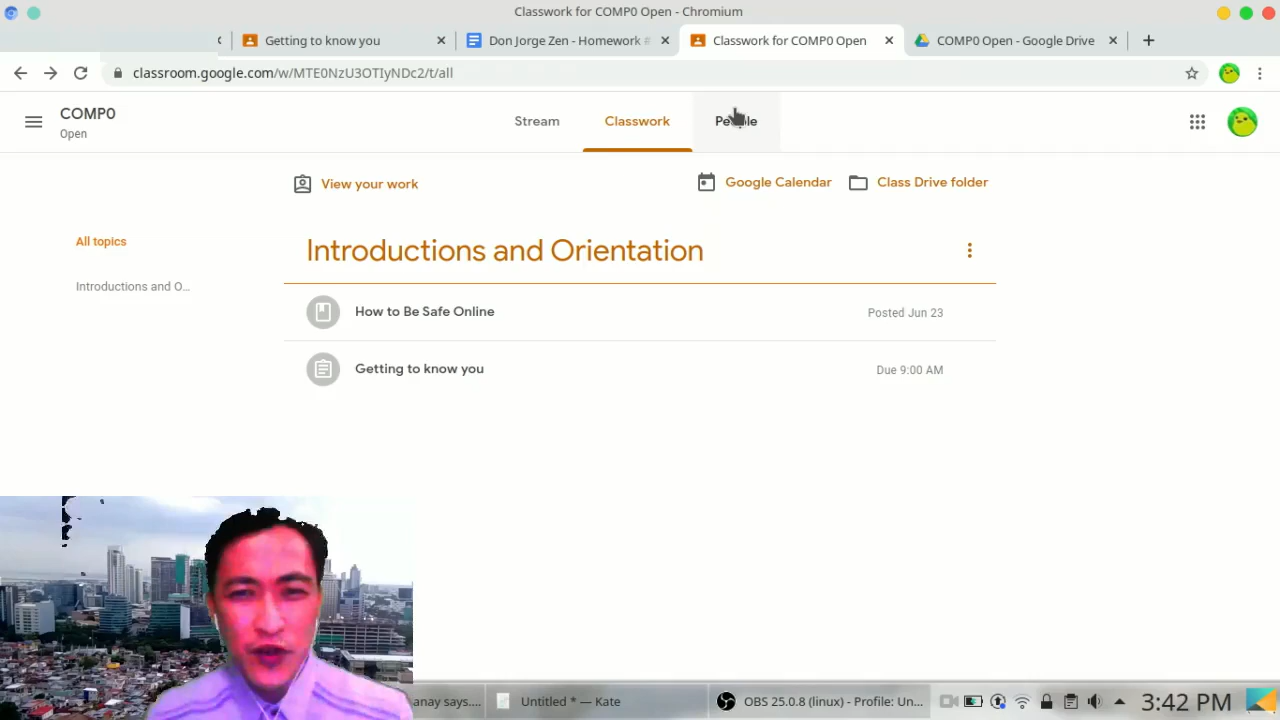 Classwork for COMP0 Open - Chromium
Getting to know you
Don Jorge Zen - Homework #
Classwork for COMP0 Open
COMP0 Open - Google Drive
classroom.google.com/w/MTE0NzU3OTIyNDc2/t/all
COMP0
Open
Stream
Classwork
People
View your work
Google Calendar
Class Drive folder
All topics
Introductions and O...
Introductions and Orientation
How to Be Safe Online
Posted Jun 23
Getting to know you
Due 9:00 AM
anay says....
Untitled * — Kate
OBS 25.0.8 (linux) - Profile: Un...
3:42 PM